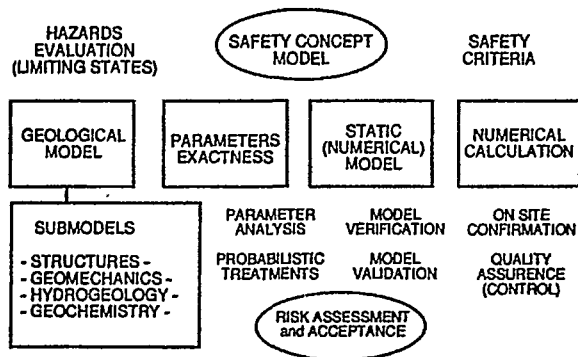 HAZARDS
EVALUATION
(LIMITING STATES)
SAFETY CONCEPT
MODEL
SAFETY
CRITERIA
GEOLOGICAL
MODEL
PARAMETERS
EXACTNESS
STATIC
(NUMERICAL)
MODEL
NUMERICAL
CALCULATION
SUBMODELS
- STRUCTURES -
- GEOMECHANICS -
- HYDROGEOLOGY -
- GEOCHEMISTRY -
PARAMETER
ANALYSIS
PROBABILISTIC
TREATMENTS
MODEL
VERIFICATION
MODEL
VALIDATION
ON SITE
CONFIRMATION
QUALITY
ASSURENCE
(CONTROL)
RISK ASSESSMENT
and ACCEPTANCE